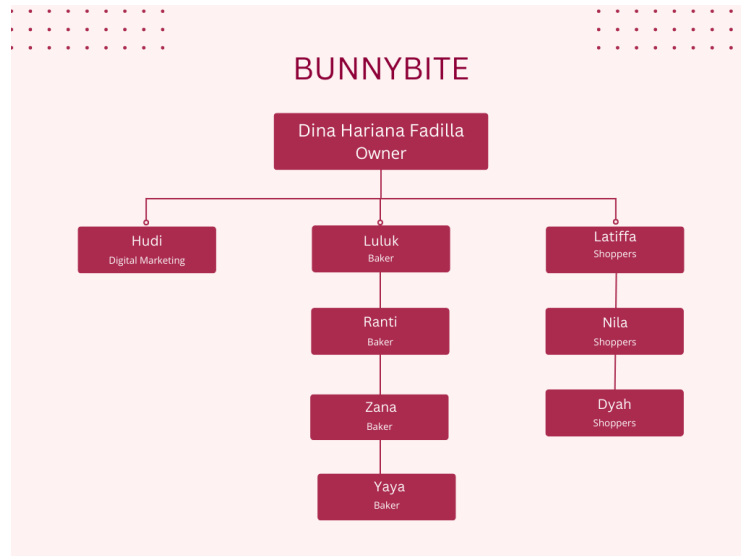 BUNNYBITE
Dina Hariana Fadilla
Owner
Hudi
Digital Marketing
Luluk
Baker
Latiffa
Shoppers
Ranti
Baker
Nila
Shoppers
Zana
Baker
Dyah
Shoppers
Yaya
Baker